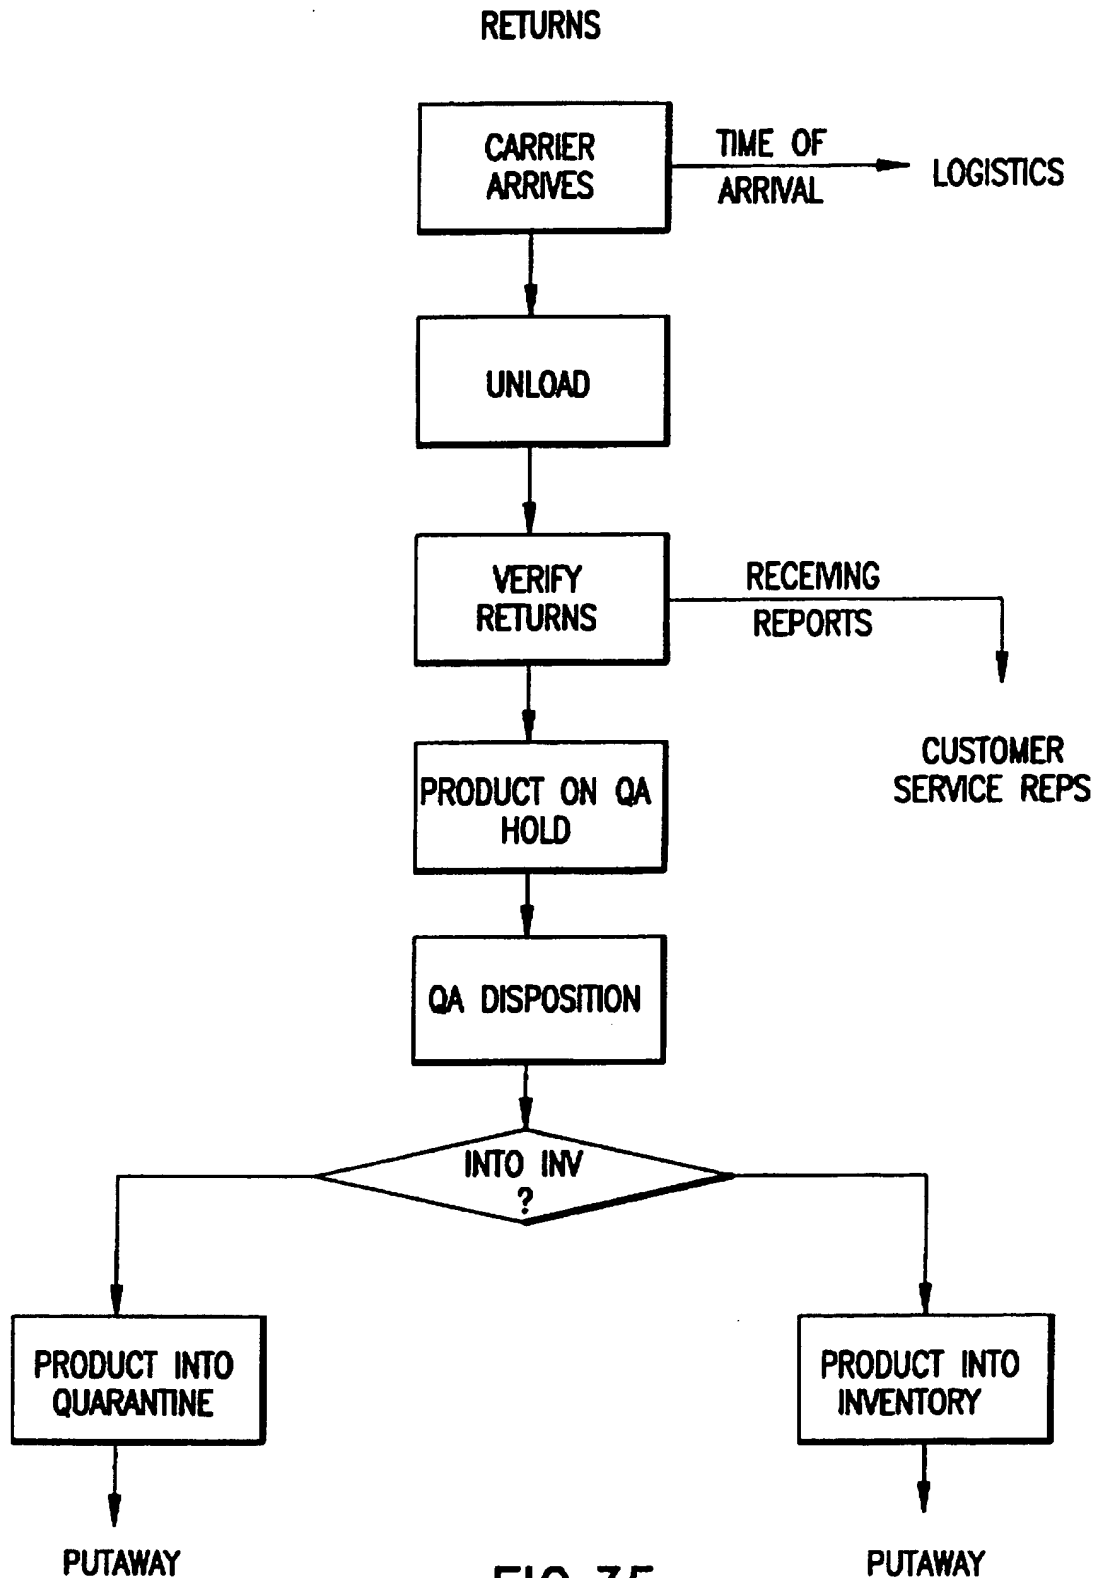 RETURNS
CARRIER
ARRIVES
TIME OF
ARRIVAL
LOGISTICS
UNLOAD
VERIFY
RETURNS
RECEIVING
REPORTS
CUSTOMER
SERVICE REPS
PRODUCT ON QA
HOLD
QA DISPOSITION
INTO INV
?
PRODUCT INTO
QUARANTINE
PRODUCT INTO
INVENTORY
PUTAWAY
PUTAWAY